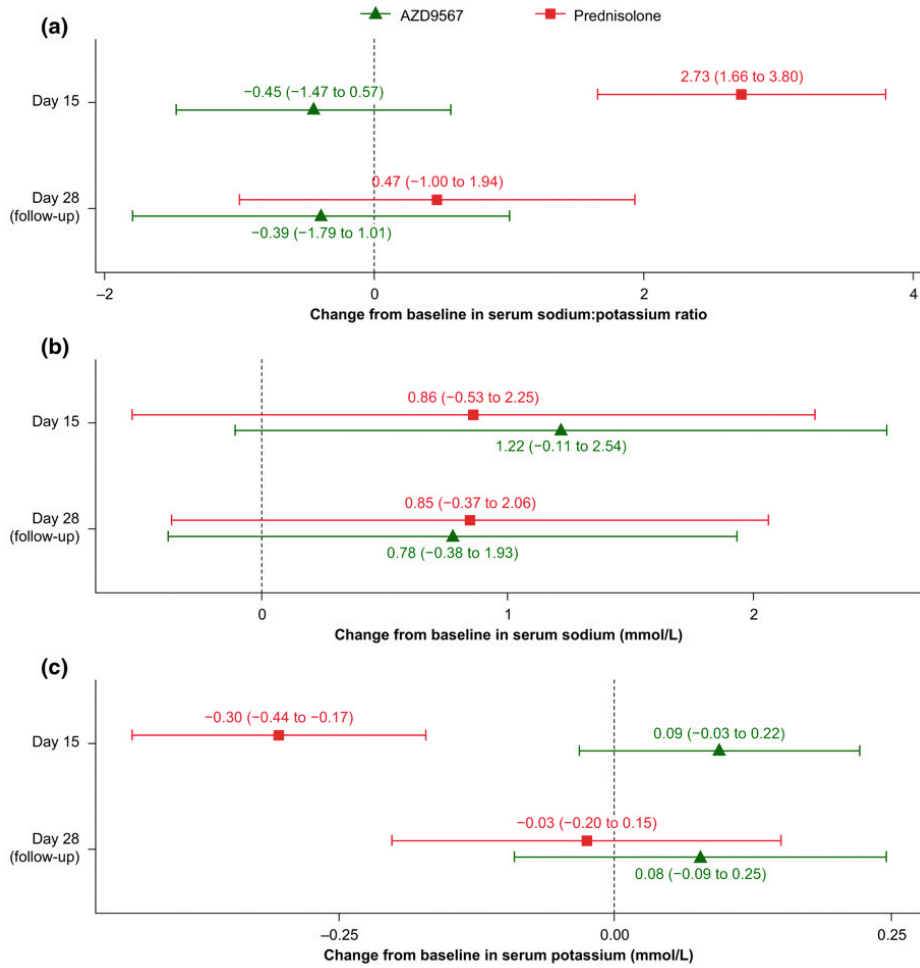 AZD9567 Prednisolone
(a)
2.73 (1.66 to 3.80)
−0.45 (−1.47 to 0.57)
Day 15
0.47 (−1.00 to 1.94)
Day 28
(follow-up)
−0.39 (−1.79 to 1.01)
−2 0 2 4
Change from baseline in serum sodium:potassium ratio
(b)
0.86 (−0.53 to 2.25)
Day 15
1.22 (−0.11 to 2.54)
0.85 (−0.37 to 2.06)
Day 28
(follow-up)
0.78 (−0.38 to 1.93)
0 1 2
Change from baseline in serum sodium (mmol/L)
(c)
−0.30 (−0.44 to −0.17)
Day 15
0.09 (−0.03 to 0.22)
−0.03 (−0.20 to 0.15)
Day 28
(follow-up)
0.08 (−0.09 to 0.25)
−0.25 0.00 0.25
Change from baseline in serum potassium (mmol/L)